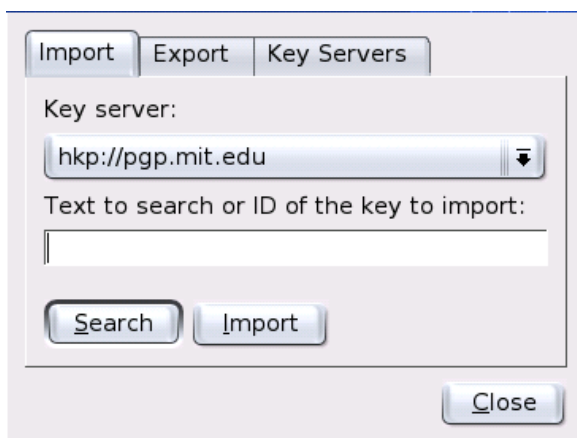 Import Export Key Servers
Key server:
hkp://pgp.mit.edu
Text to search or ID of the key to import:
Search Import
Close